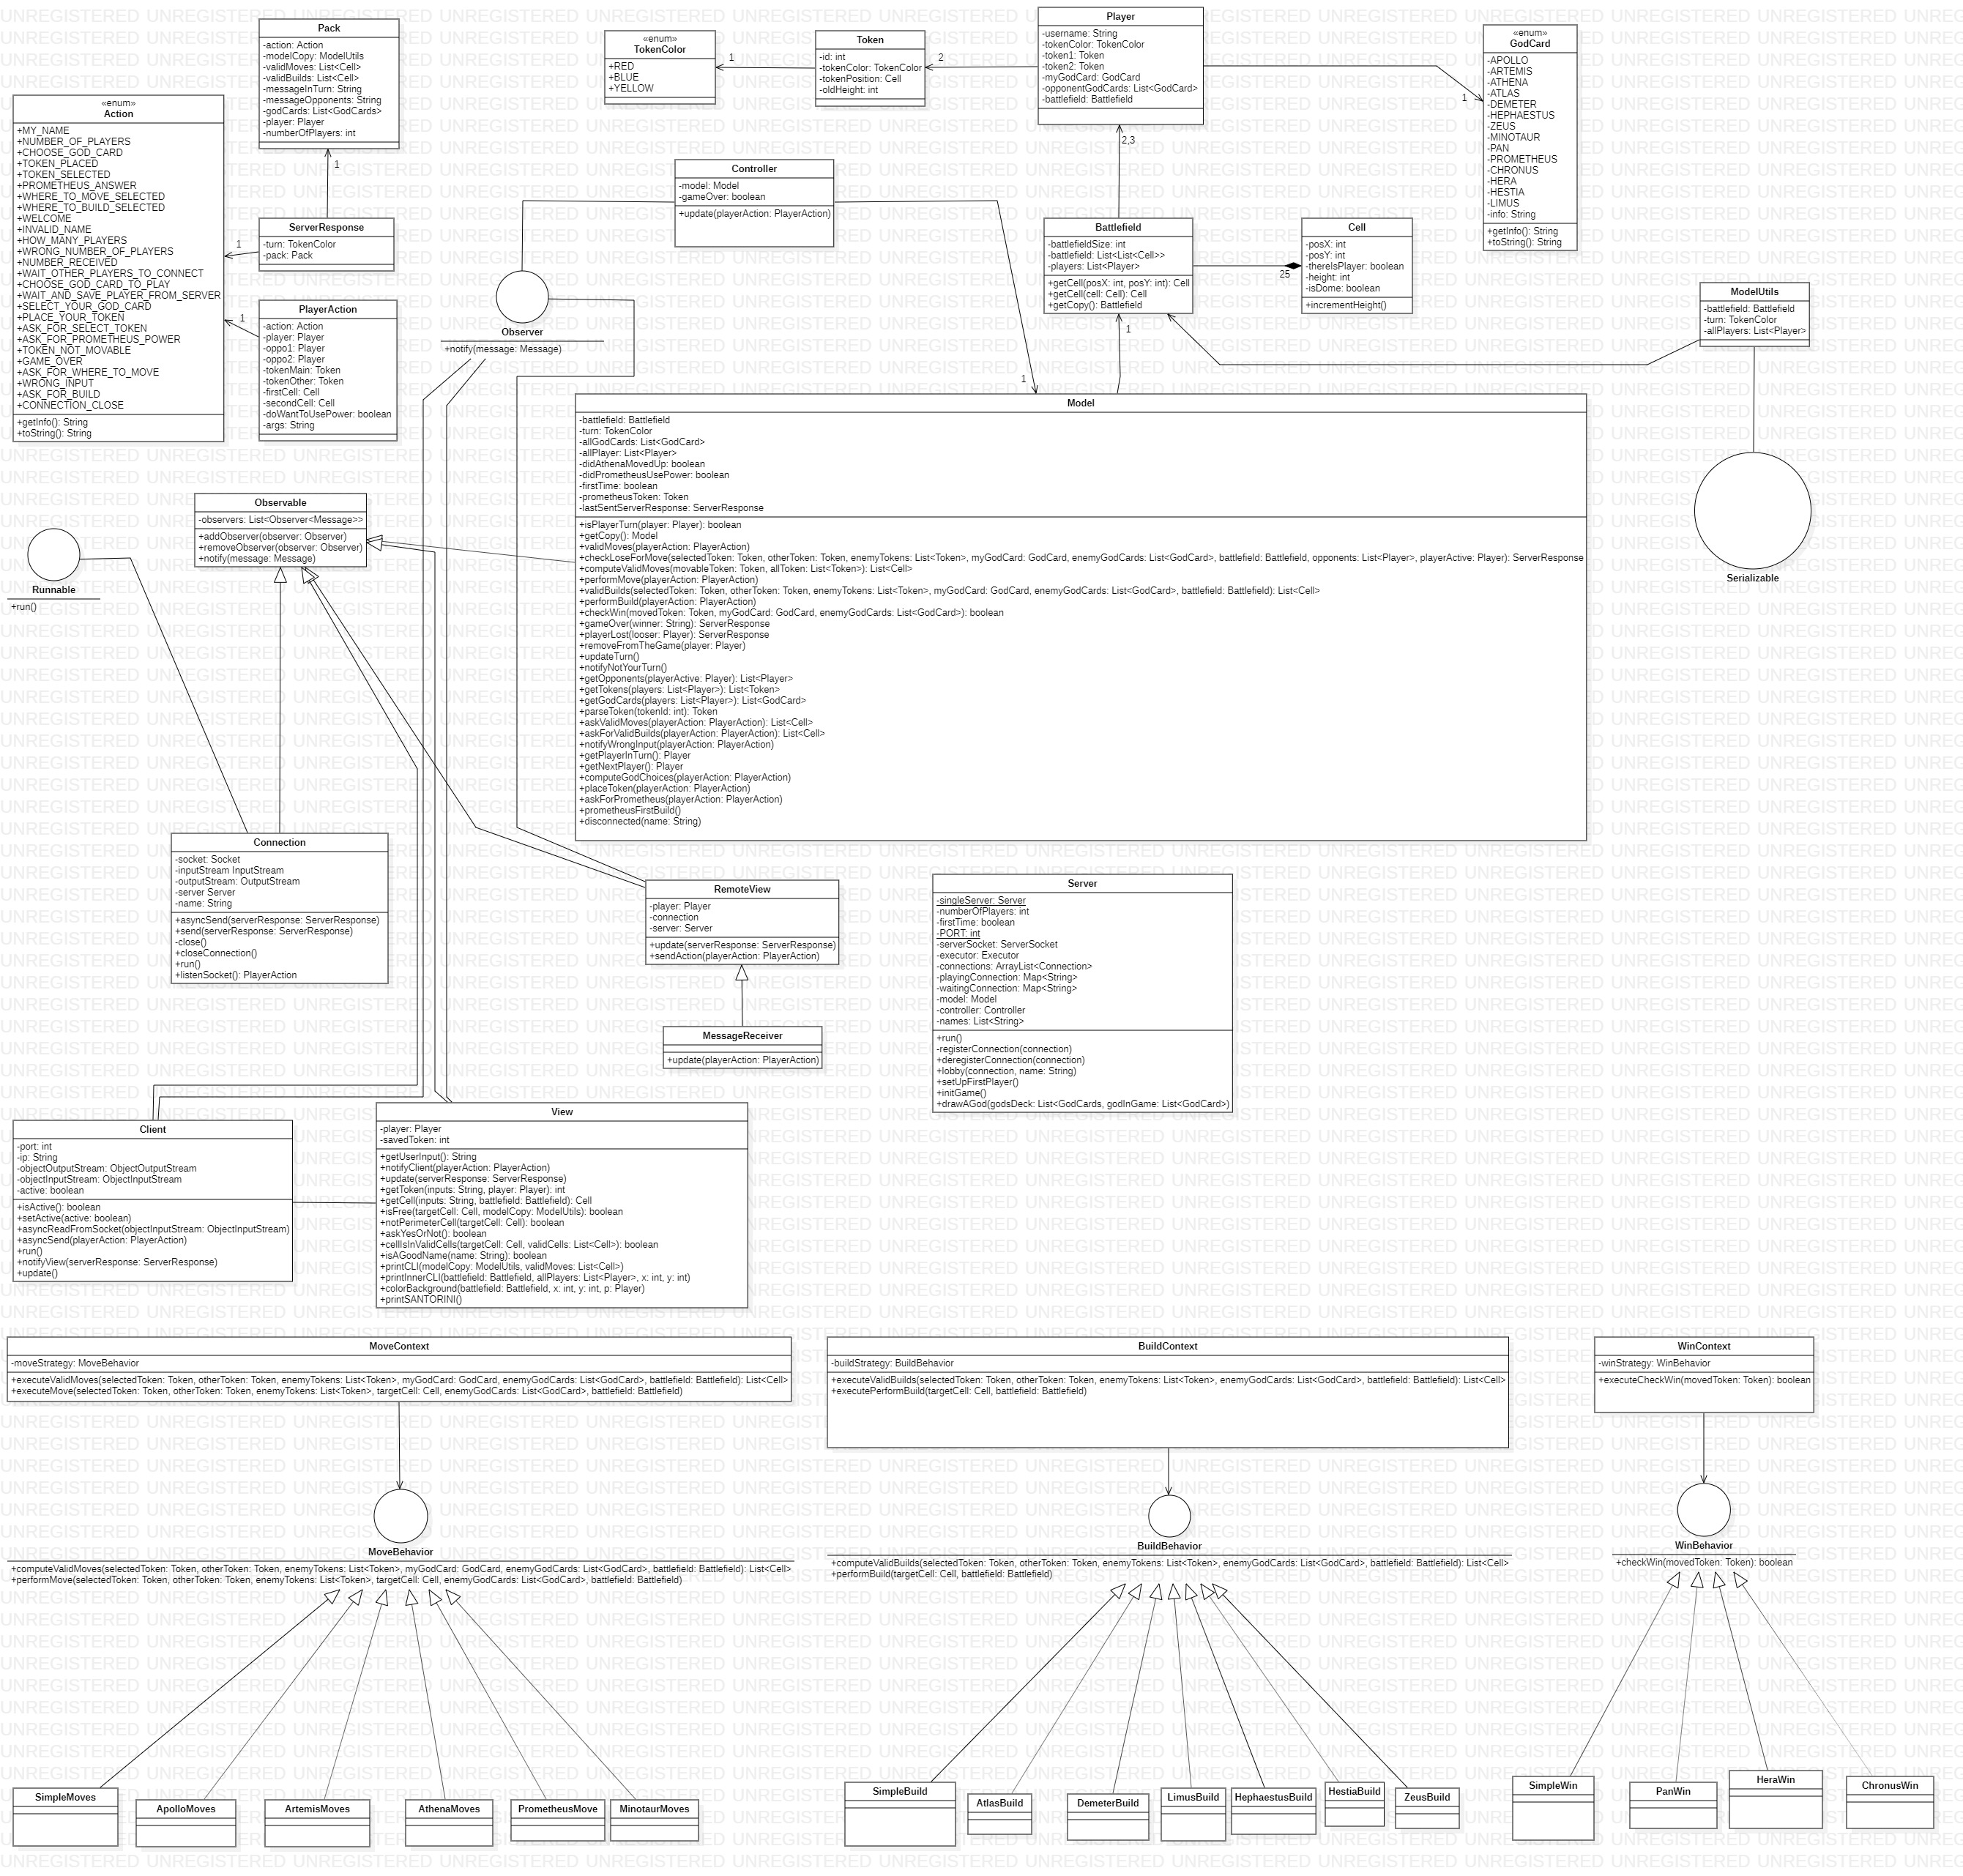 Pack
-action: Action
-modelCopy: ModelUtils
-validMoves: List<Cell>
-validBuilds: List<Cell>
-messageInTurn: String
-messageOpponents: String
-godCards: List<GodCards>
-player: Player
-numberOfPlayers: int
«enum»
Action
+MY_NAME
+NUMBER_OF_PLAYERS
+CHOOSE_GOD_CARD
+TOKEN_PLACED
+TOKEN_SELECTED
+PROMETHEUS_ANSWER
+WHERE_TO_MOVE_SELECTED
+WHERE_TO_BUILD_SELECTED
+WELCOME
+INVALID_NAME
+HOW_MANY_PLAYERS
+WRONG_NUMBER_OF_PLAYERS
+NUMBER_RECEIVED
+WAIT_OTHER_PLAYERS_TO_CONNECT
+CHOOSE_GOD_CARD_TO_PLAY
+WAIT_AND_SAVE_PLAYER_FROM_SERVER
+SELECT_YOUR_GOD_CARD
+PLACE_YOUR_TOKEN
+ASK_FOR_SELECT_TOKEN
+ASK_FOR_PROMETHEUS_POWER
+TOKEN_NOT_MOVABLE
+GAME_OVER
+ASK_FOR_WHERE_TO_MOVE
+WRONG_INPUT
+ASK_FOR_BUILD
+CONNECTION_CLOSE
+getInfo(): String
+toString(): String
1
ServerResponse
-turn: TokenColor
-pack: Pack
1
PlayerAction
-action: Action
-player: Player
-oppo1: Player
-oppo2: Player
-tokenMain: Token
-tokenOther: Token
-firstCell: Cell
-secondCell: Cell
-doWantToUsePower: boolean
-args: String
1
«enum»
TokenColor
+RED
+BLUE
+YELLOW
1
Token
-id: int
-tokenColor: TokenColor
-tokenPosition: Cell
-oldHeight: int
2
Player
-username: String
-tokenColor: TokenColor
-token1: Token
-token2: Token
-myGodCard: GodCard
-opponentGodCards: List<GodCard>
-battlefield: Battlefield
1
«enum»
GodCard
-APOLLO
-ARTEMIS
-ATHENA
-ATLAS
-DEMETER
-HEPHAESTUS
-ZEUS
-MINOTAUR
-PAN
-PROMETHEUS
-CHRONUS
-HERA
-HESTIA
-LIMUS
-info: String
+getInfo(): String
+toString(): String
2,3
Controller
-model: Model
-gameOver: boolean
+update(playerAction: PlayerAction)
Battlefield
-battlefieldSize: int
-battlefield: List<List<Cell>>
-players: List<Player>
+getCell(posX: int, posY: int): Cell
+getCell(cell: Cell): Cell
+getCopy(): Battlefield
25
Cell
-posX: int
-posY: int
-thereIsPlayer: boolean
-height: int
-isDome: boolean
+incrementHeight()
ModelUtils
-battlefield: Battlefield
-turn: TokenColor
-allPlayers: List<Player>
Serializable
Observer
+notify(message: Message)
1
1
Model
-battlefield: Battlefield
-turn: TokenColor
-allGodCards: List<GodCard>
-allPlayer: List<Player>
-didAthenaMovedUp: boolean
-didPrometheusUsePower: boolean
-firstTime: boolean
-prometheusToken: Token
-lastSentServerResponse: ServerResponse
+isPlayerTurn(player: Player): boolean
+getCopy(): Model
+validMoves(playerAction: PlayerAction)
+checkLoseForMove(selectedToken: Token, otherToken: Token, enemyTokens: List<Token>, myGodCard: GodCard, enemyGodCards: List<GodCard>, battlefield: Battlefield, opponents: List<Player>, playerActive: Player): ServerResponse
+computeValidMoves(movableToken: Token, allToken: List<Token>): List<Cell>
+performMove(playerAction: PlayerAction)
+validBuilds(selectedToken: Token, otherToken: Token, enemyTokens: List<Token>, myGodCard: GodCard, enemyGodCards: List<GodCard>, battlefield: Battlefield): List<Cell>
+performBuild(playerAction: PlayerAction)
+checkWin(movedToken: Token, myGodCard: GodCard, enemyGodCards: List<GodCard>): boolean
+gameOver(winner: String): ServerResponse
+playerLost(looser: Player): ServerResponse
+removeFromTheGame(player: Player)
+updateTurn()
+notifyNotYourTurn()
+getOpponents(playerActive: Player): List<Player>
+getTokens(players: List<Player>): List<Token>
+getGodCards(players: List<Player>): List<GodCard>
+parseToken(tokenId: int): Token
+askValidMoves(playerAction: PlayerAction): List<Cell>
+askForValidBuilds(playerAction: PlayerAction): List<Cell>
+notifyWrongInput(playerAction: PlayerAction)
+getPlayerInTurn(): Player
+getNextPlayer(): Player
+computeGodChoices(playerAction: PlayerAction)
+placeToken(playerAction: PlayerAction)
+askForPrometheus(playerAction: PlayerAction)
+prometheusFirstBuild()
+disconnected(name: String)
Observable
-observers: List<Observer<Message>>
+addObserver(observer: Observer)
+removeObserver(observer: Observer)
+notify(message: Message)
Runnable
+run()
Connection
-socket: Socket
-inputStream InputStream
-outputStream: OutputStream
-server Server
-name: String
+asyncSend(serverResponse: ServerResponse)
+send(serverResponse: ServerResponse)
-close()
+closeConnection()
+run()
+listenSocket(): PlayerAction
RemoteView
-player: Player
-connection
-server: Server
+update(serverResponse: ServerResponse)
+sendAction(playerAction: PlayerAction)
MessageReceiver
+update(playerAction: PlayerAction)
Server
-singleServer: Server
-numberOfPlayers: int
-firstTime: boolean
-PORT: int
-serverSocket: ServerSocket
-executor: Executor
-connections: ArrayList<Connection>
-playingConnection: Map<String>
-waitingConnection: Map<String>
-model: Model
-controller: Controller
-names: List<String>
+run()
-registerConnection(connection)
+deregisterConnection(connection)
+lobby(connection, name: String)
+setUpFirstPlayer()
+initGame()
+drawAGod(godsDeck: List<GodCards, godInGame: List<GodCard>)
Client
-port: int
-ip: String
-objectOutputStream: ObjectOutputStream
-objectInputStream: ObjectInputStream
-active: boolean
+isActive(): boolean
+setActive(active: boolean)
+asyncReadFromSocket(objectInputStream: ObjectInputStream)
+asyncSend(playerAction: PlayerAction)
+run()
+notifyView(serverResponse: ServerResponse)
+update()
View
-player: Player
-savedToken: int
+getUserInput(): String
+notifyClient(playerAction: PlayerAction)
+update(serverResponse: ServerResponse)
+getToken(inputs: String, player: Player): int
+getCell(inputs: String, battlefield: Battlefield): Cell
+isFree(targetCell: Cell, modelCopy: ModelUtils): boolean
+notPerimeterCell(targetCell: Cell): boolean
+askYesOrNot(): boolean
+cellIsInValidCells(targetCell: Cell, validCells: List<Cell>): boolean
+isAGoodName(name: String): boolean
+printCLI(modelCopy: ModelUtils, validMoves: List<Cell>)
+printInnerCLI(battlefield: Battlefield, allPlayers: List<Player>, x: int, y: int)
+colorBackground(battlefield: Battlefield, x: int, y: int, p: Player)
+printSANTORINI()
MoveContext
-moveStrategy: MoveBehavior
+executeValidMoves(selectedToken: Token, otherToken: Token, enemyTokens: List<Token>, myGodCard: GodCard, enemyGodCards: List<GodCard>, battlefield: Battlefield): List<Cell>
+executeMove(selectedToken: Token, otherToken: Token, enemyTokens: List<Token>, targetCell: Cell, enemyGodCards: List<GodCard>, battlefield: Battlefield)
BuildContext
-buildStrategy: BuildBehavior
+executeValidBuilds(selectedToken: Token, otherToken: Token, enemyTokens: List<Token>, enemyGodCards: List<GodCard>, battlefield: Battlefield): List<Cell>
+executePerformBuild(targetCell: Cell, battlefield: Battlefield)
WinContext
-winStrategy: WinBehavior
+executeCheckWin(movedToken: Token): boolean
MoveBehavior
+computeValidMoves(selectedToken: Token, otherToken: Token, enemyTokens: List<Token>, myGodCard: GodCard, enemyGodCards: List<GodCard>, battlefield: Battlefield): List<Cell>
+performMove(selectedToken: Token, otherToken: Token, enemyTokens: List<Token>, targetCell: Cell, enemyGodCards: List<GodCard>, battlefield: Battlefield)
BuildBehavior
+computeValidBuilds(selectedToken: Token, otherToken: Token, enemyTokens: List<Token>, enemyGodCards: List<GodCard>, battlefield: Battlefield): List<Cell>
+performBuild(targetCell: Cell, battlefield: Battlefield)
WinBehavior
+checkWin(movedToken: Token): boolean
SimpleMoves
ApolloMoves
ArtemisMoves
AthenaMoves
PrometheusMove
MinotaurMoves
SimpleBuild
AtlasBuild
DemeterBuild
LimusBuild
HephaestusBuild
HestiaBuild
ZeusBuild
SimpleWin
PanWin
HeraWin
ChronusWin
UNREGISTERED